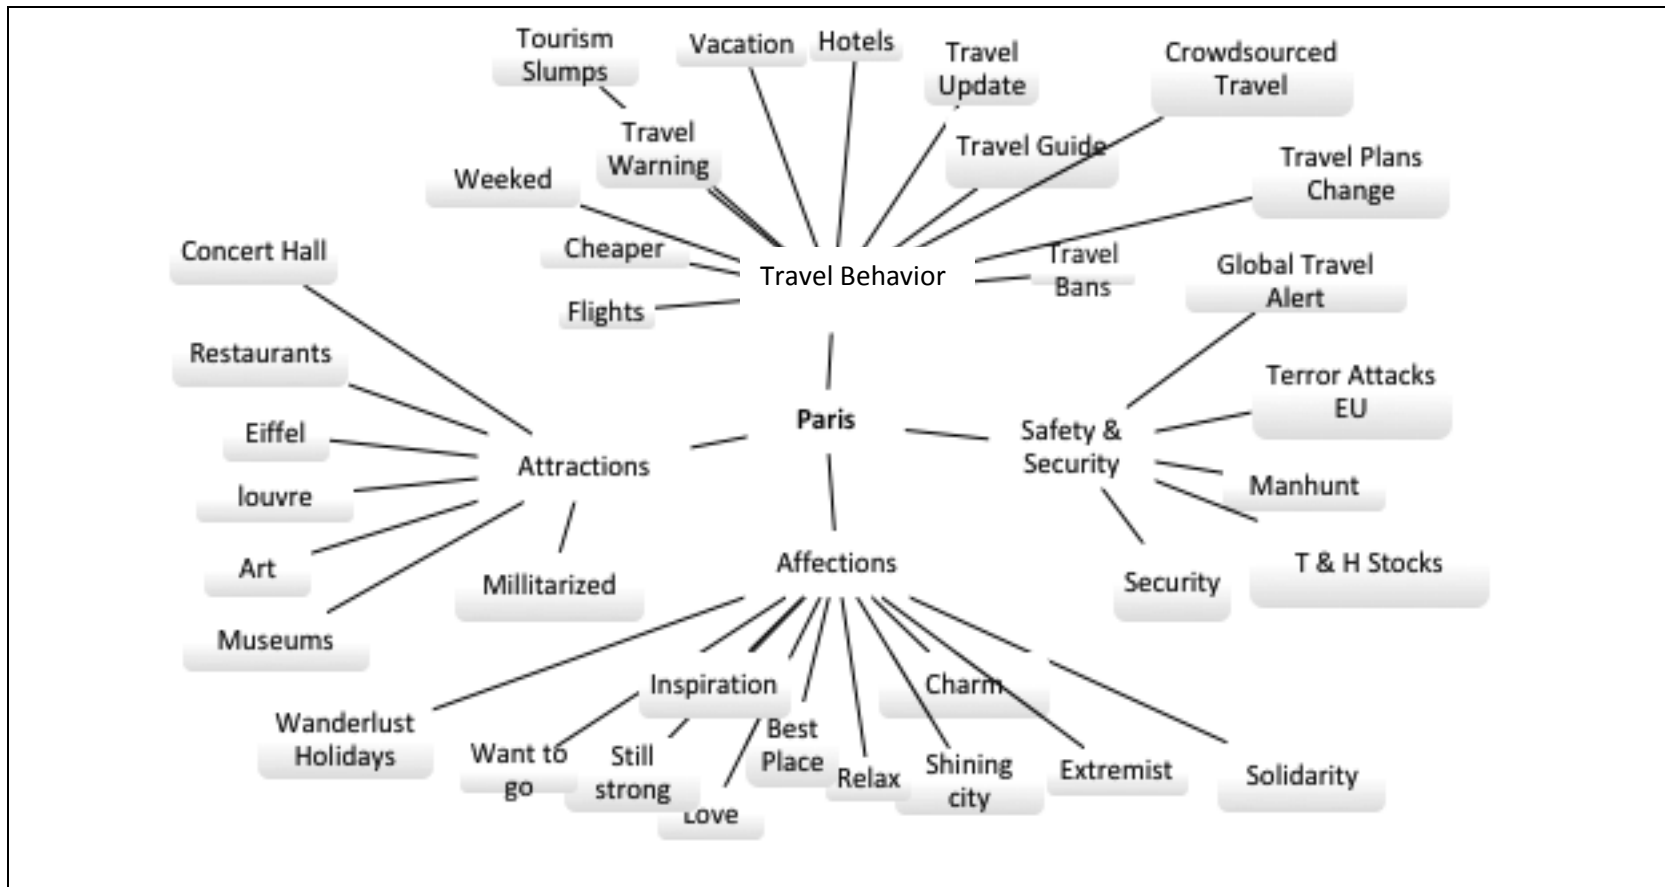 Tourism
Slumps
Vacation
Hotels
Travel
Update
Crowdsourced
Travel
Travel
Warning
Travel Guide
Travel Plans
Change
Weeked
Concert Hall
Cheaper
Travel Behavior
Travel
Bans
Global Travel
Alert
Flights
Restaurants
Terror Attacks
EU
Paris
Eiffel
Attractions
Safety &
Security
louvre
Manhunt
Art
Millitarized
Affections
Security
T & H Stocks
Museums
Inspiration
Charm
Wanderlust
Holidays
Want to
go
Still
strong
Love
Best
Place
Relax
Shining
city
Extremist
Solidarity